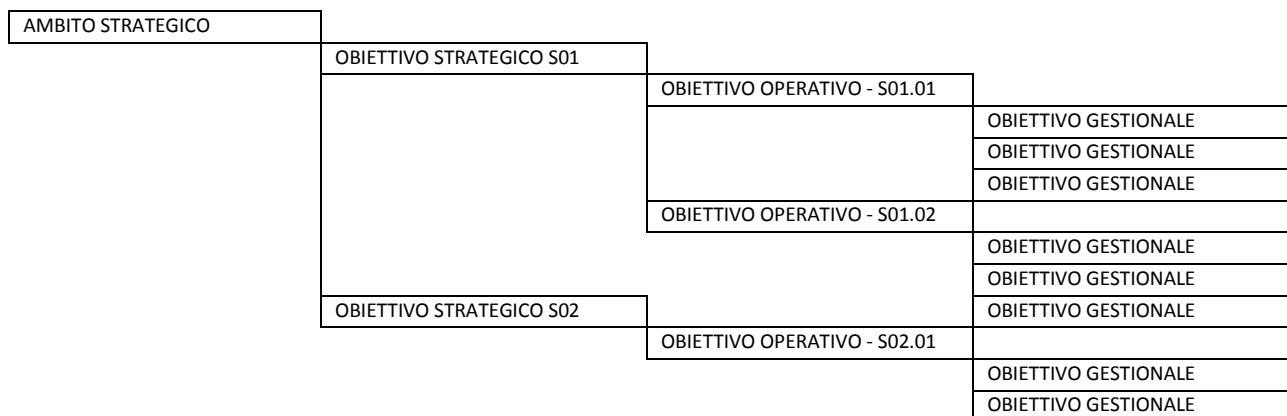 AMBITO STRATEGICO
OBIETTIVO STRATEGICO S01
OBIETTIVO OPERATIVO - S01.01
OBIETTIVO GESTIONALE
OBIETTIVO GESTIONALE
OBIETTIVO GESTIONALE
OBIETTIVO OPERATIVO - S01.02
OBIETTIVO GESTIONALE
OBIETTIVO GESTIONALE
OBIETTIVO STRATEGICO S02 OBIETTIVO GESTIONALE
OBIETTIVO OPERATIVO - S02.01
OBIETTIVO GESTIONALE
OBIETTIVO GESTIONALE